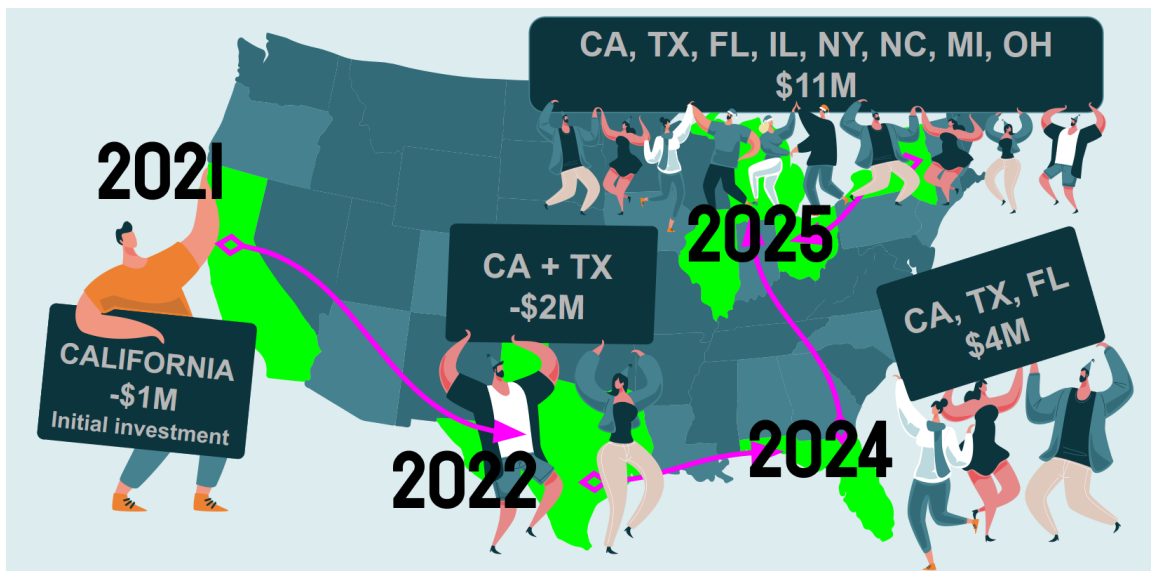 2021
CALIFORNIA
-$1M
Initial investment
2022
CA + TX
-$2M
2024
CA, TX, FL
$4M
2025
CA, TX, FL, IL, NY, NC, MI, OH
$11M